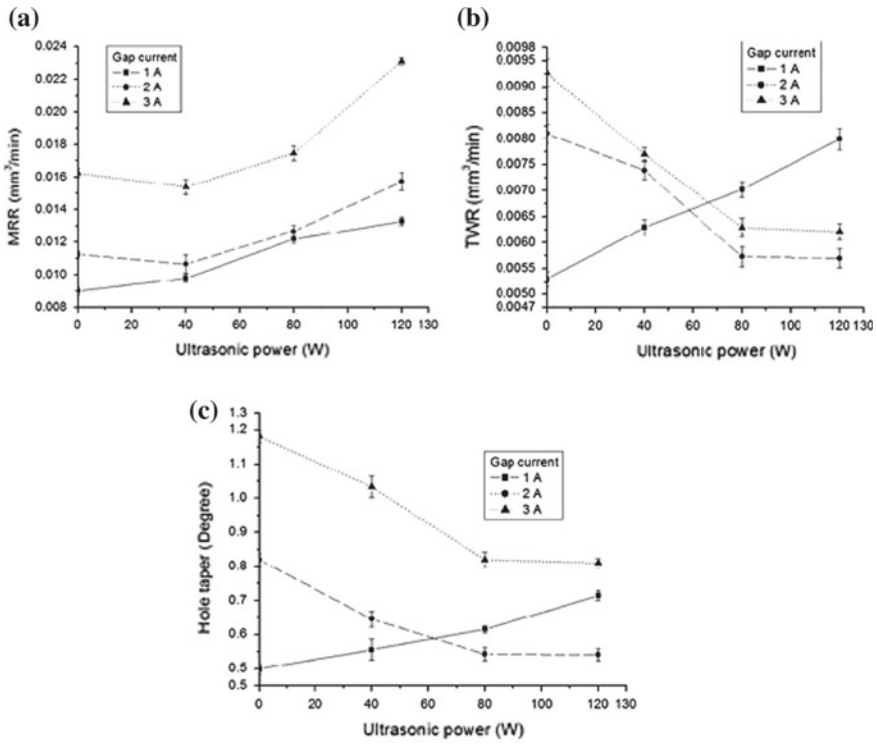 (a)
Gap current
1 A
2 A
3 A
MRR (mm³/min)
0.024
0.022
0.020
0.018
0.016
0.014
0.012
0.010
0.008
0 20 40 60 80 100 120 130
Ultrasonic power (W)
(b)
Gap current
1 A
2 A
3 A
TWR (mm³/min)
0.0098
0.0095
0.0090
0.0085
0.0080
0.0075
0.0070
0.0065
0.0060
0.0055
0.0050
0.0047
0 20 40 60 80 100 120 130
Ultrasonic power (W)
(c)
Gap current
1 A
2 A
3 A
Hole taper (Degree)
1.3
1.2
1.1
1.0
0.8
0.7
0.6
0.5
0.5
0 20 40 60 80 100 120 130
Ultrasonic power (W)